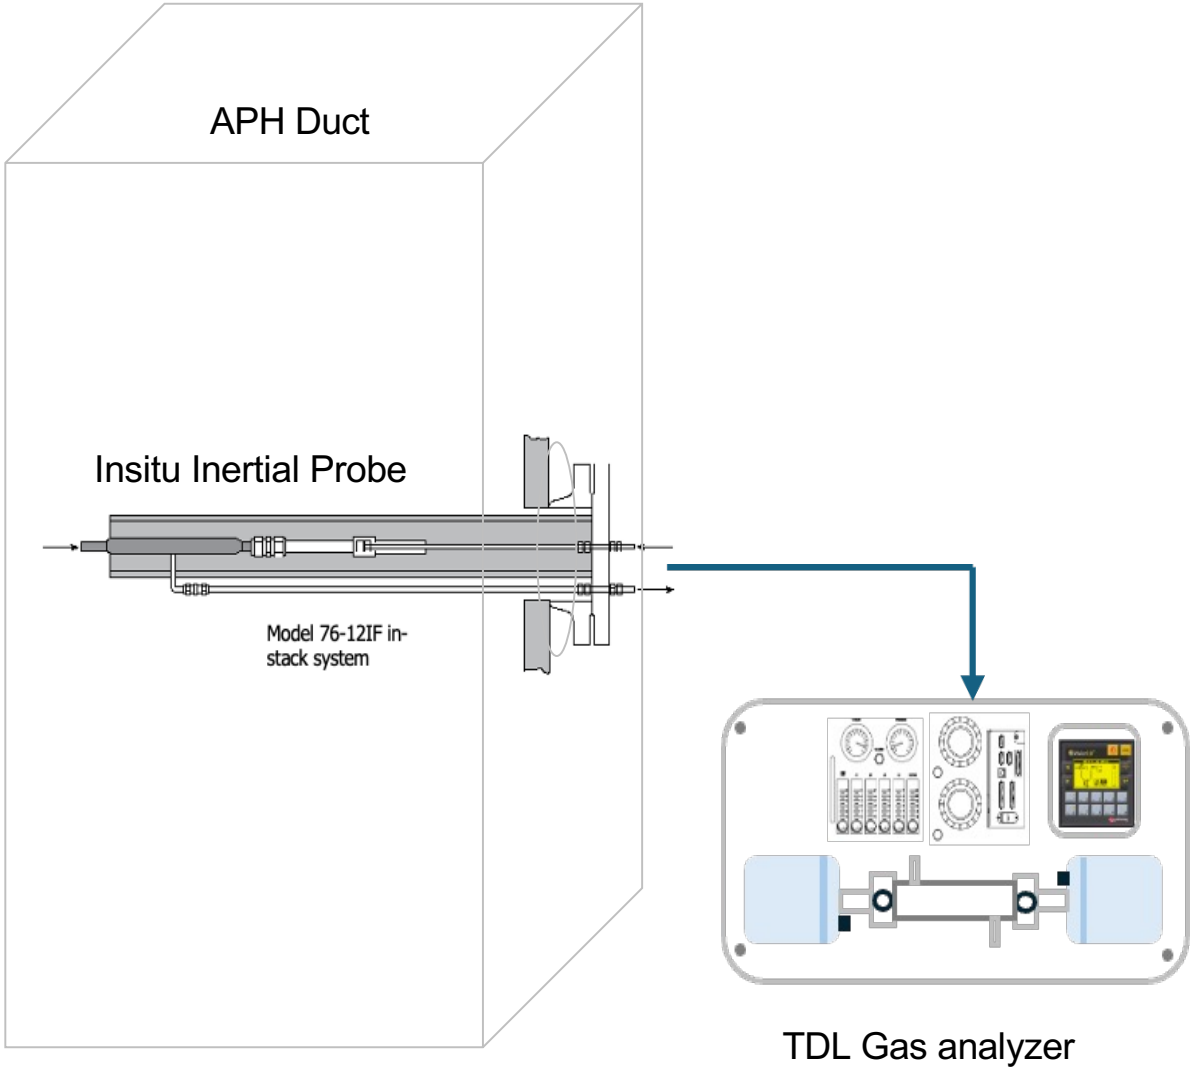 APH Duct
Insitu Inertial Probe
Model 76-12IF in-
stack system
TDL Gas analyzer